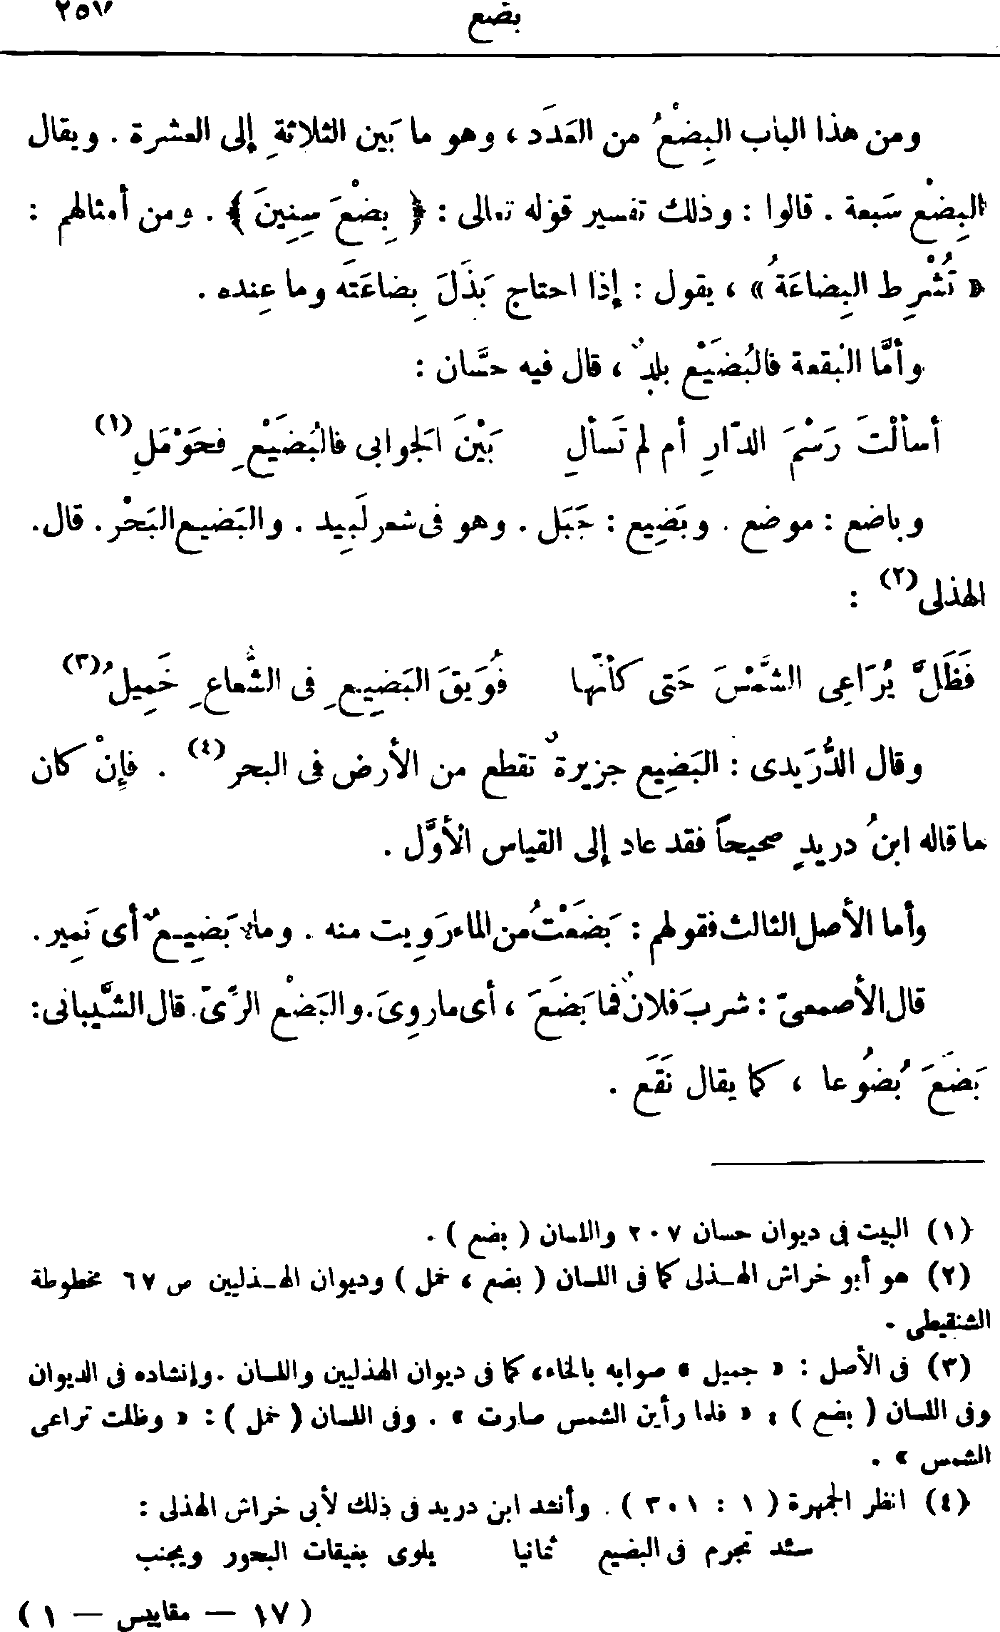 ٢٥٧
بضع
ومن هذا الباب البِضْعُ من العَدَد ، وهو ما بَين الثلاثةِ إلى العشرة . ويقال
البِضْع سَبعة . قالوا : وذلك تفسير قوله تعالى : ﴿ بِضْعَ سِنِينَ ﴾ . ومن أمثالهم :
« تُشْرِط البِضاعَةُ » ، يقول : إذا احتاج بَذَلَ بِضاعَتَه وما عِنده .
وأمَّا البُقعة فالبُضَيْع بلدٌ ، قال فيه حسَّان :
أسألْتَ رَسْمَ الدّارِ أم لم تَسألِ بَيْنَ الجوابى فالبُضَيْعِ فحَوْمَلِ (١)
وباضع : موضع . وبَضِيع : جَبَل . وهو فى شعر لَبِيد . والبَضيع البَحْر . قال.
الهذلى (٢) :
فَظَلَّ يُرَاعِى الشَّمْسَ حَتى كأنّها فُوَيقَ البَضِيعِ فى الشُّعاعِ خَمِيلُ (٣)
وقال الدُّرَيدى : البَضِيع جزيرةٌ تقطع من الأرض فى البحر (٤) . فإِنْ كان
ما قاله ابنُ دريدٍ صحيحاً فقد عاد إلى القياس الأوَّل .
وأما الأصل الثالث فقولهم : بَضَعْتُ من الماء رَوِيت منه . وماءٌ بَضِيعٌ أى نَمِير .
قال الأصمعىّ : شرب فلانٌ فما بَضَعَ ، أى ما روِىَ. والبَضْع الرَّىّ. قال الشَّيبانى:
بَضَعَ بُضُوعا ، كما يقال نَقَع .
(١) البيت فى ديوان حسان ٢٠٧ واللسان ( بضع ) .
(٢) هو أبو خراش الهذلى كما فى اللسان ( بضع ، خمل ) وديوان الهذليين ص ٦٧ مخطوطة
الشنقيطى .
(٣) فى الأصل : « جميل » صوابه بالخاء، كما فى ديوان الهذليين واللسان . وإنشاده فى الديوان
وفى اللسان ( بضع ) ، « فلما رأين الشمس صارت » . وفى اللسان ( خمل ) : « وظلت تراعى
الشمس » .
(٤) انظر الجمهرة ( ١ : ٣٠١ ) . وأنشد ابن دريد فى ذلك لأبى خراش الهذلى :
سئد تجرم فى البضيع ثمانيا يلوى بغيقات البحور ويجنب
( ١٧ — مقاييس — ١ )